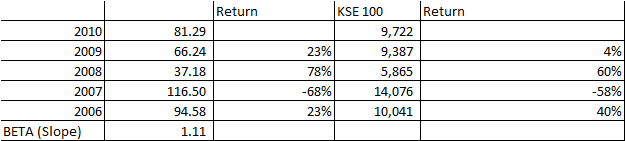 Return KSE 100 Return
2010 81.29 9,722
2009 66.24 23% 9,387 4%
2008 37.18 78% 5,865 60%
2007 116.50 -68% 14,076 -58%
2006 94.58 23% 10,041 40%
BETA (Slope) 1.11